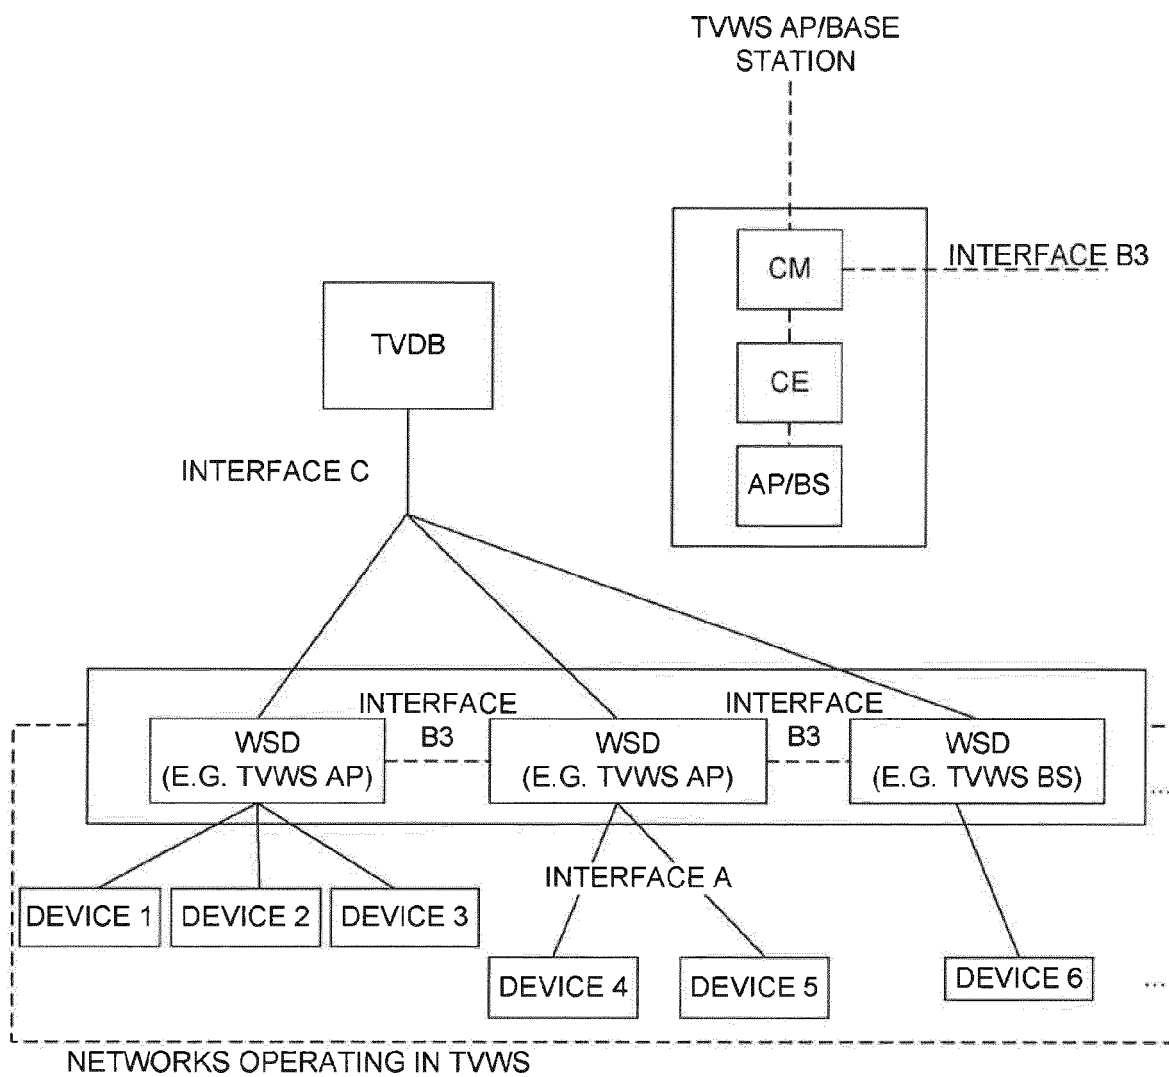 TVWS AP/BASE
STATION
CM
INTERFACE B3
CE
AP/BS
TVDB
INTERFACE C
INTERFACE
B3
INTERFACE
B3
WSD
(E.G. TVWS AP)
WSD
(E.G. TVWS AP)
WSD
(E.G. TVWS BS)
...
INTERFACE A
DEVICE 1
DEVICE 2
DEVICE 3
DEVICE 4
DEVICE 5
DEVICE 6
...
NETWORKS OPERATING IN TVWS